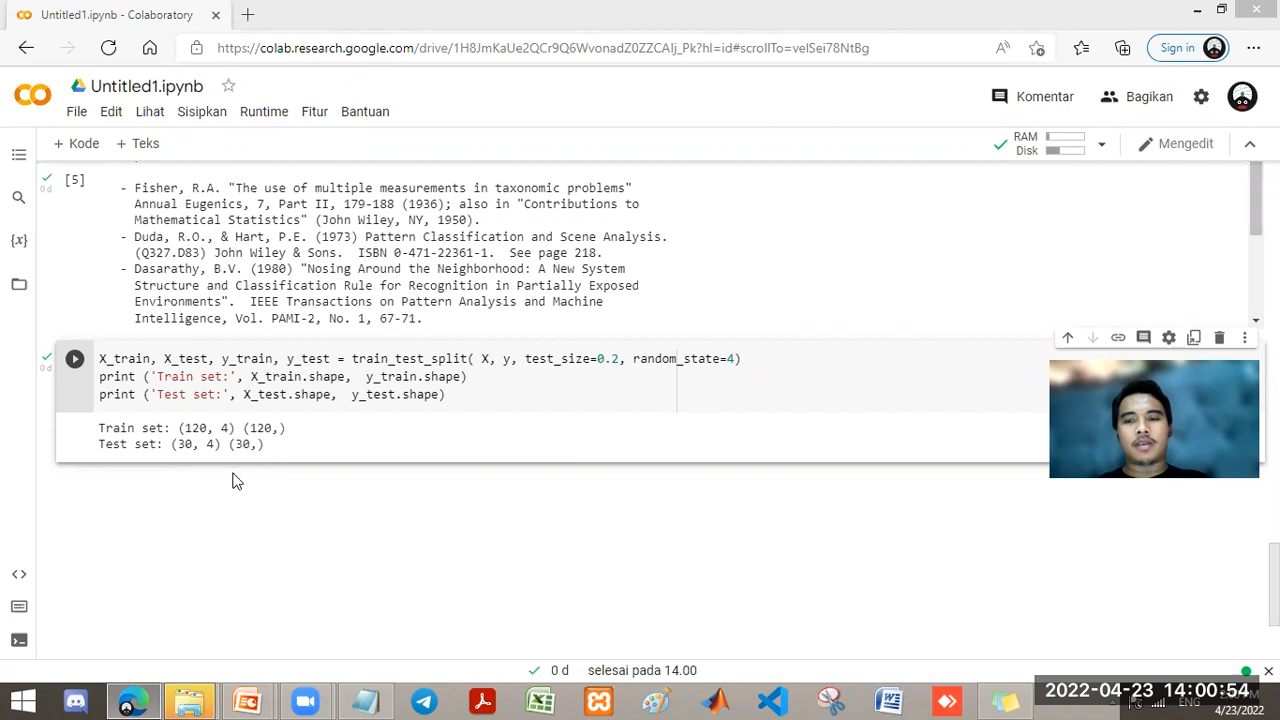 Untitled1.ipynb - Colaboratory
https://colab.research.google.com/drive/1H8JmKaUe2QCr9Q6WvonadZ0ZZCAIj_Pk?hl=id#scrollTo=velSei78NtBg
Sign in
Untitled1.ipynb
File Edit Lihat Sisipkan Runtime Fitur Bantuan
Komentar
Bagikan
+ Kode + Teks
RAM
Disk
Mengedit
[5]
0 d
- Fisher, R.A. "The use of multiple measurements in taxonomic problems"
Annual Eugenics, 7, Part II, 179-188 (1936); also in "Contributions to
Mathematical Statistics" (John Wiley, NY, 1950).
- Duda, R.O., & Hart, P.E. (1973) Pattern Classification and Scene Analysis.
(Q327.D83) John Wiley & Sons.  ISBN 0-471-22361-1.  See page 218.
- Dasarathy, B.V. (1980) "Nosing Around the Neighborhood: A New System
Structure and Classification Rule for Recognition in Partially Exposed
Environments".  IEEE Transactions on Pattern Analysis and Machine
Intelligence, Vol. PAMI-2, No. 1, 67-71.
0 d
X_train, X_test, y_train, y_test = train_test_split( X, y, test_size=0.2, random_state=4)
print ('Train set:', X_train.shape,  y_train.shape)
print ('Test set:', X_test.shape,  y_test.shape)
Train set: (120, 4) (120,)
Test set: (30, 4) (30,)
0 d selesai pada 14.00
2022-04-23 14:00:54
ENG
4/23/2022